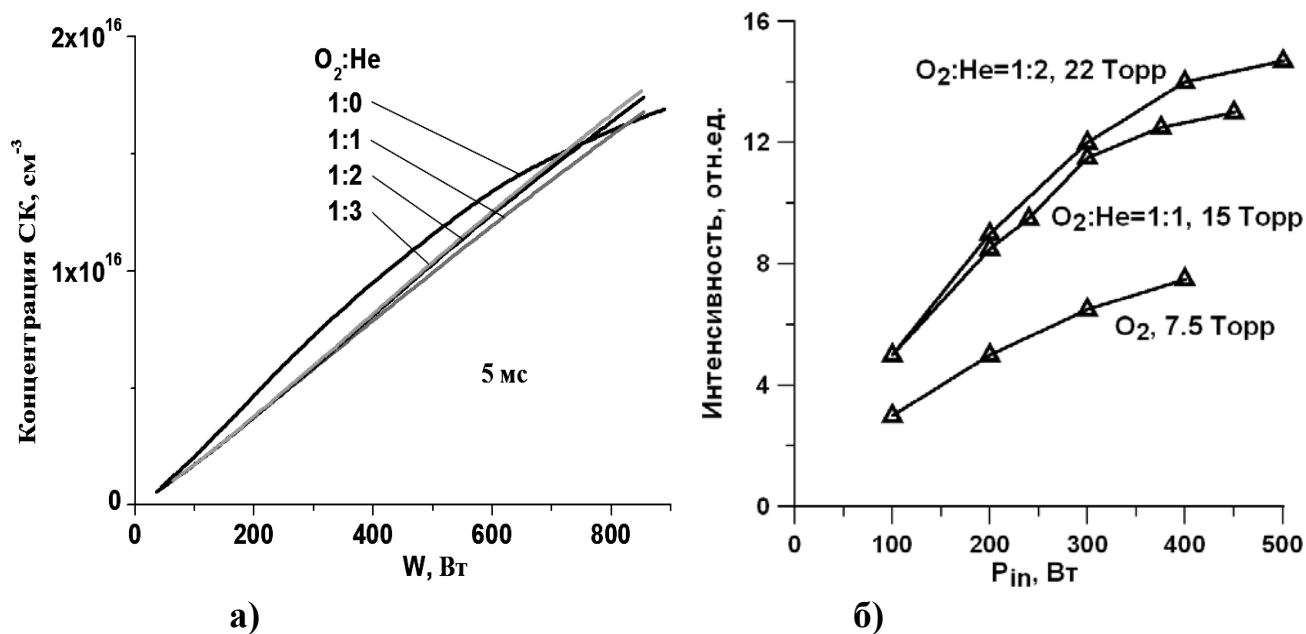 2x10^16
1x10^16
0
Концентрация СК, см^-3
O2:He
1:0
1:1
1:2
1:3
5 мс
0 200 400 600 800
W, Вт
а)
16
12
8
4
0
Интенсивность, отн.ед.
O2:He=1:2, 22 Торр
O2:He=1:1, 15 Торр
O2, 7.5 Торр
0 100 200 300 400 500
Pin, Вт
б)